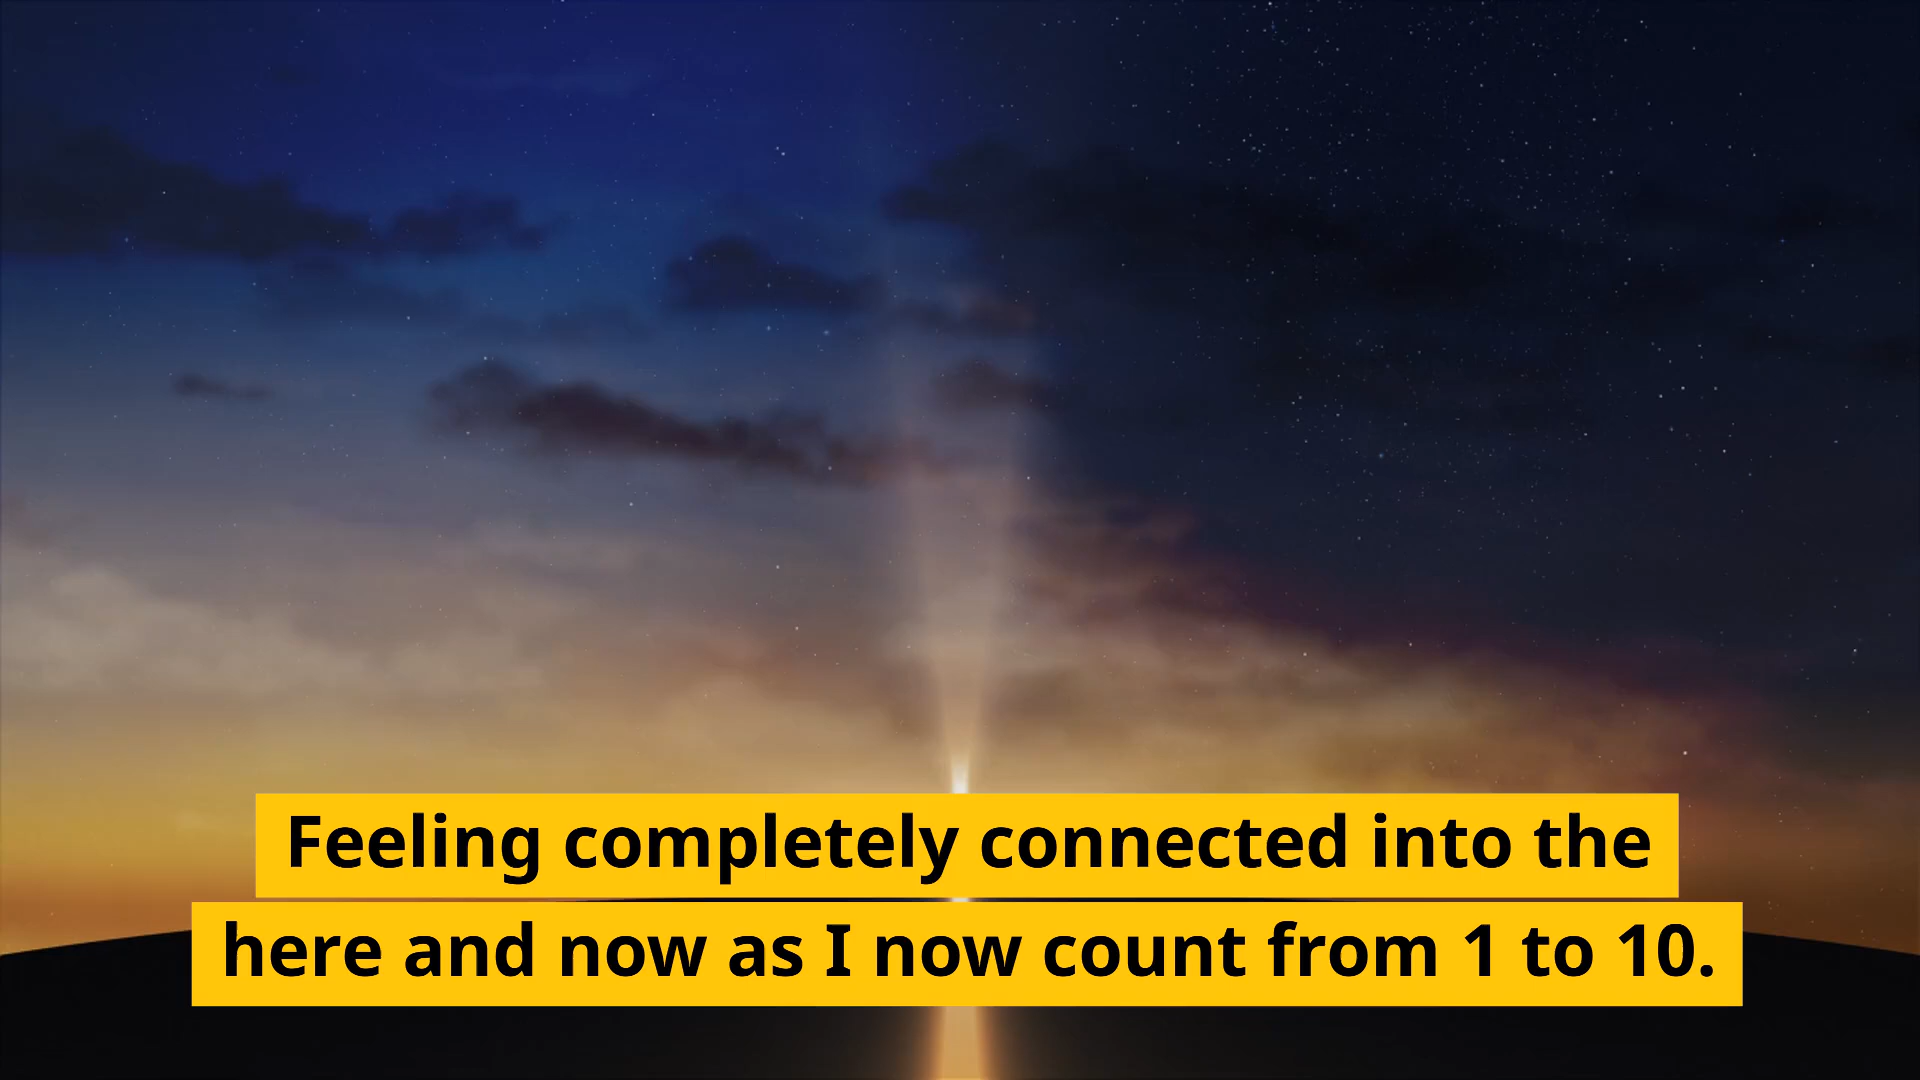 Feeling completely connected into the
here and now as I now count from 1 to 10.